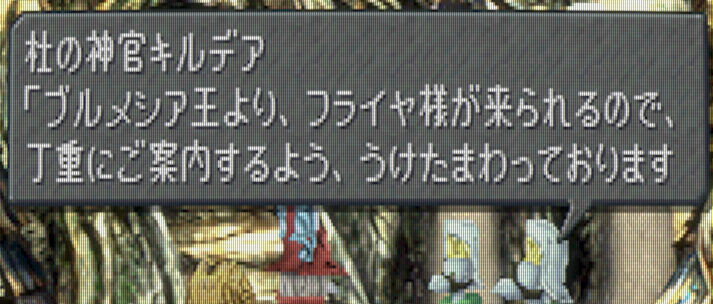 杜の神官キルデア
「ブルメシア王より、フライヤ様が来られるので、
丁重にご案内するよう、うけたまわっております